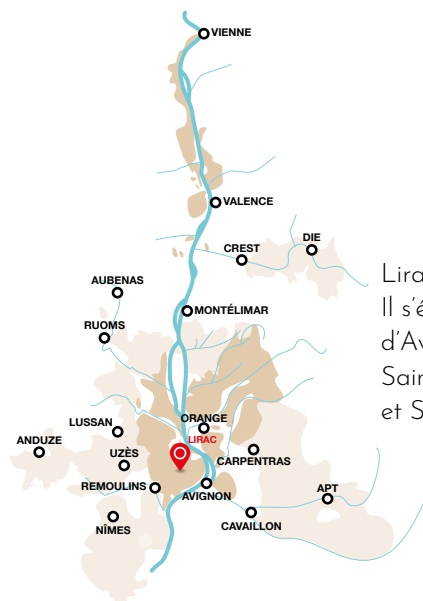 VIENNE
VALENCE
DIE
CREST
AUBENAS
MONTÉLIMAR
RUOMS
LUSSAN
ORANGE
LIRAC
ANDUZE
UZÈS
CARPENTRAS
REMOULINS
AVIGNON
APT
NÎMES
CAVAILLON
Lira
Il s'é
d'Av
Sain
et S